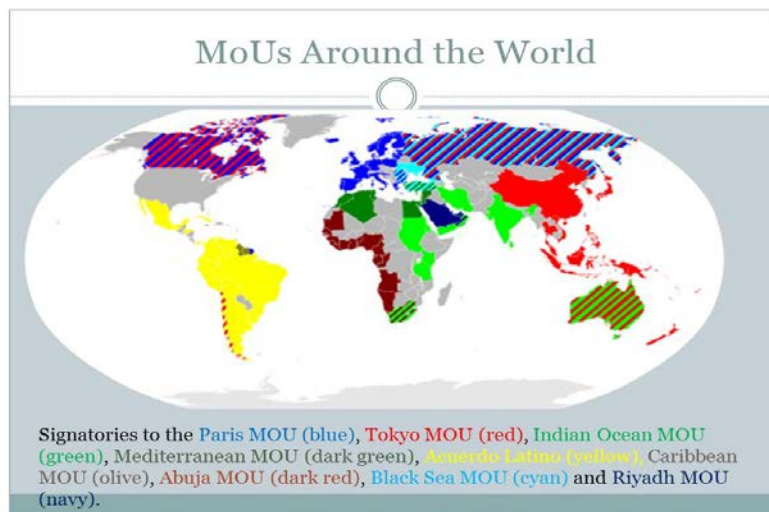 MoUs Around the World
Signatories to the Paris MOU (blue), Tokyo MOU (red), Indian Ocean MOU
(green), Mediterranean MOU (dark green), Acuerdo Latino (yellow), Caribbean
MOU (olive), Abuja MOU (dark red), Black Sea MOU (cyan) and Riyadh MOU
(navy).